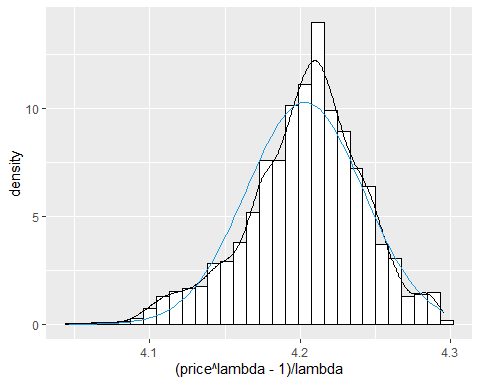 density
10
5
0
4.1 4.2 4.3
(price^lambda - 1)/lambda